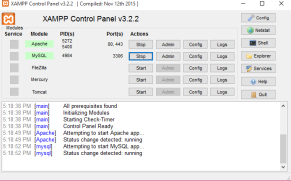 XAMPP Control Panel v3.2.2 [ Compiled: Nov 12th 2015 ]
XAMPP Control Panel v3.2.2
Modules
Service Module PID(s) Port(s) Actions
Apache 5272 5400 80, 443 Stop Admin Config Logs
MySQL 4984 3306 Stop Admin Config Logs
FileZilla Start Admin Config Logs
Mercury Start Admin Config Logs
Tomcat Start Admin Config Logs
Config
Netstat
Shell
Explorer
Services
Help
Quit
5:18:38 PM [main] All prerequisites found
5:18:38 PM [main] Initializing Modules
5:18:38 PM [main] Starting Check-Timer
5:18:38 PM [main] Control Panel Ready
5:18:49 PM [Apache] Attempting to start Apache app...
5:18:49 PM [Apache] Status change detected: running
5:18:52 PM [mysql] Attempting to start MySQL app...
5:18:52 PM [mysql] Status change detected: running